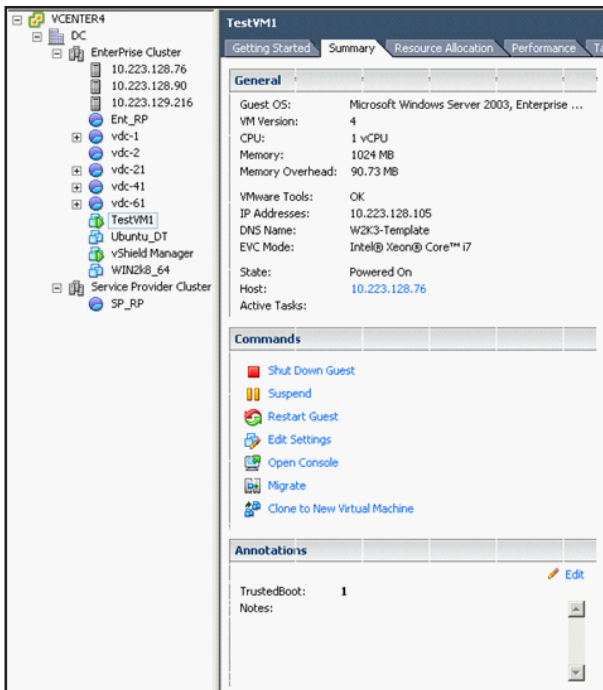 VCENTER4
DC
EnterPrise Cluster
10.223.128.76
10.223.128.90
10.223.129.216
Ent_RP
vdc-1
vdc-2
vdc-21
vdc-41
vdc-61
TestVM1
Ubuntu_DT
vShield Manager
WIN2k8_64
Service Provider Cluster
SP_RP
TestVM1
Getting Started Summary Resource Allocation Performance Ta
General
Guest OS: Microsoft Windows Server 2003, Enterprise ...
VM Version: 4
CPU: 1 vCPU
Memory: 1024 MB
Memory Overhead: 90.73 MB
VMware Tools: OK
IP Addresses: 10.223.128.105
DNS Name: W2K3-Template
EVC Mode: Intel® Xeon® Core™ i7
State: Powered On
Host: 10.223.128.76
Active Tasks:
Commands
Shut Down Guest
Suspend
Restart Guest
Edit Settings
Open Console
Migrate
Clone to New Virtual Machine
Annotations
Edit
TrustedBoot: 1
Notes: